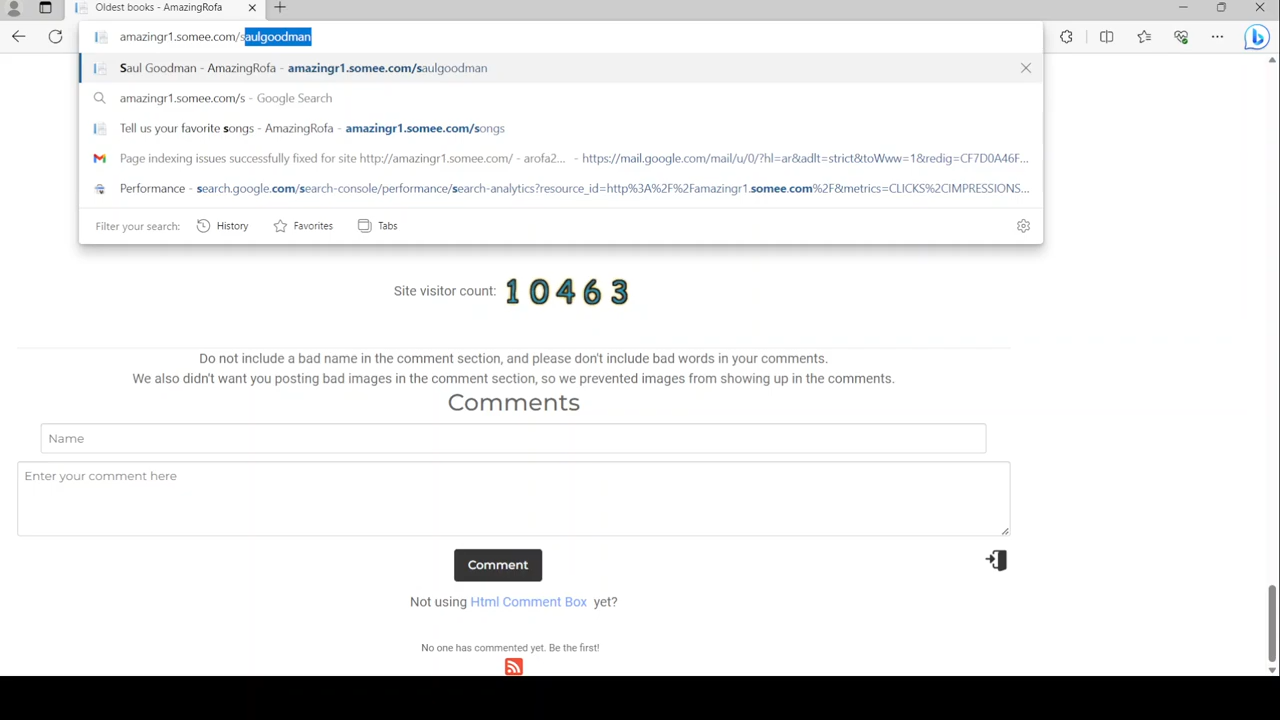 Oldest books - AmazingRofa
amazingr1.somee.com/saulgoodman
Saul Goodman - AmazingRofa - amazingr1.somee.com/saulgoodman
amazingr1.somee.com/s - Google Search
Tell us your favorite songs - AmazingRofa - amazingr1.somee.com/songs
Page indexing issues successfully fixed for site http://amazingr1.somee.com/ - arofa2... - https://mail.google.com/mail/u/0/?hl=ar&adlt=strict&toWww=1&redig=CF7D0A46F...
Performance - search.google.com/search-console/performance/search-analytics?resource_id=http%3A%2F%2Famazingr1.somee.com%2F&metrics=CLICKS%2CIMPRESSIONS...
Filter your search: History Favorites Tabs
Site visitor count: 10463
Do not include a bad name in the comment section, and please don't include bad words in your comments.
We also didn't want you posting bad images in the comment section, so we prevented images from showing up in the comments.
Comments
Name
Enter your comment here
Comment
Not using Html Comment Box yet?
No one has commented yet. Be the first!